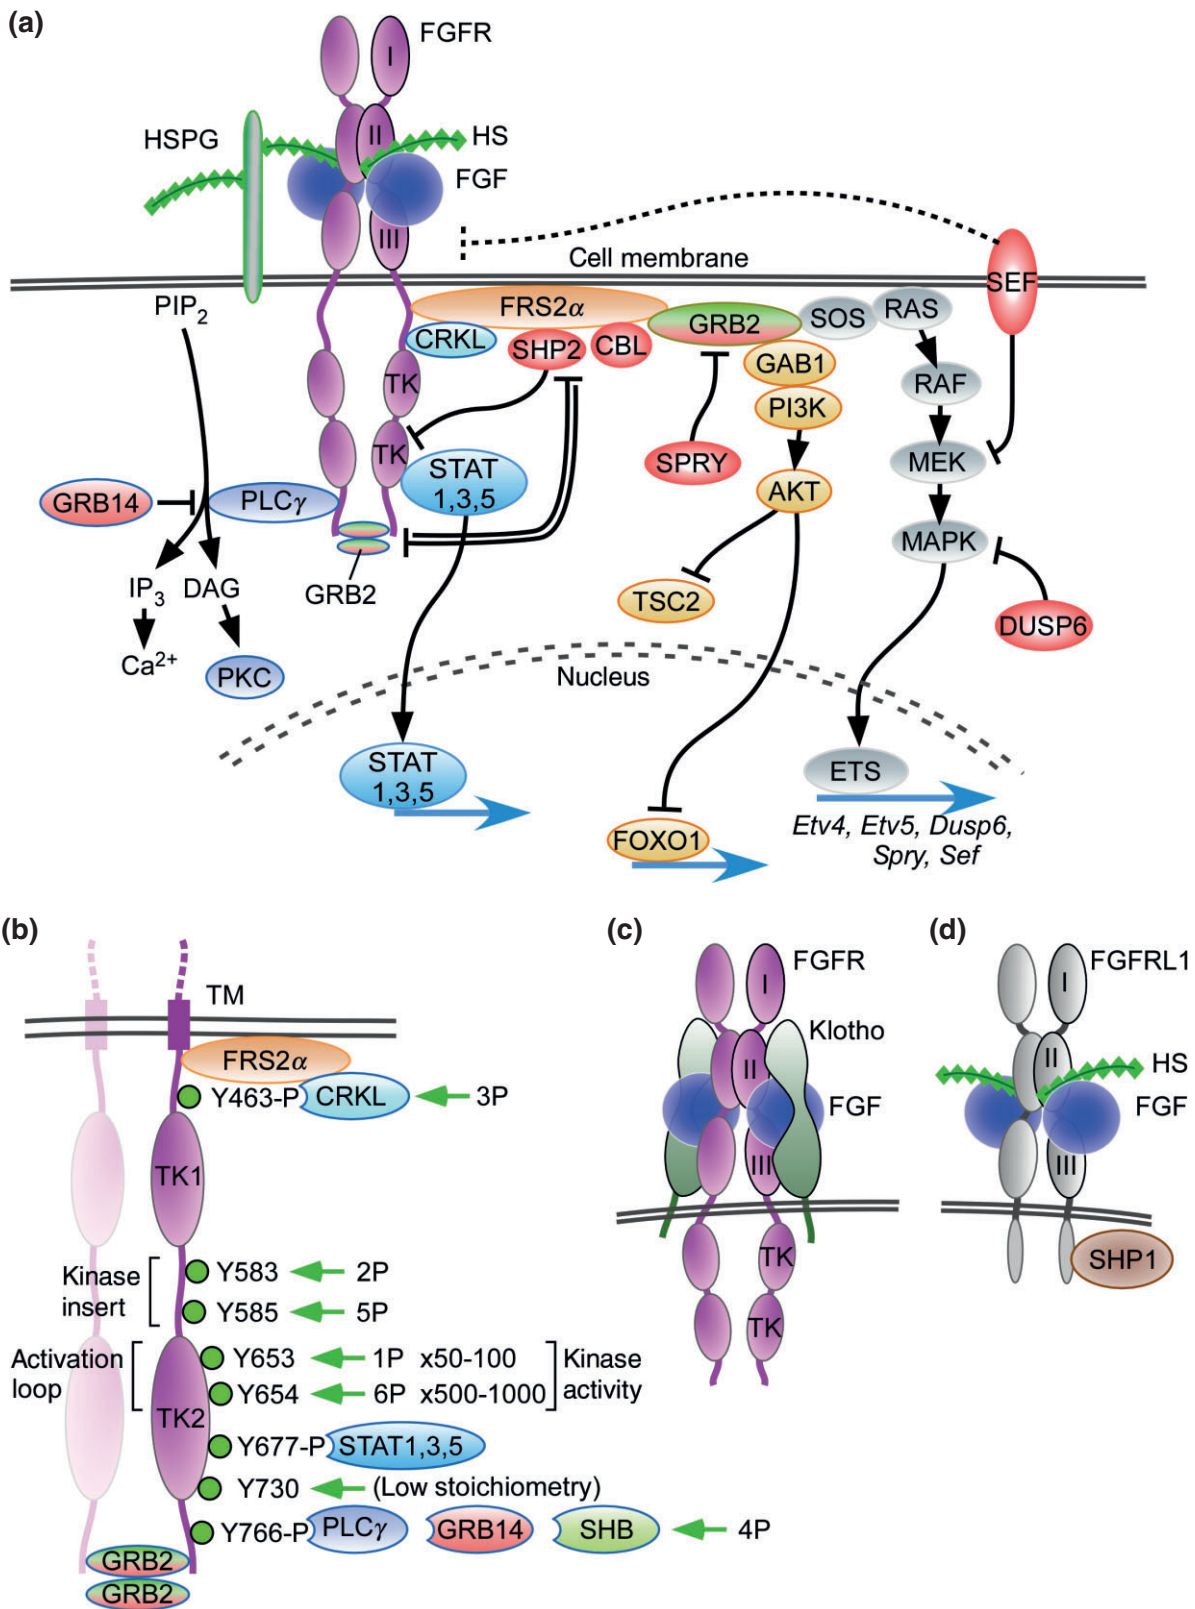 (a)
FGFR
I
II
HSPG
HS
FGF
III
Cell membrane
SEF
PIP2
FRS2α
GRB2
SOS
RAS
CRKL
SHP2
CBL
GAB1
RAF
TK
PI3K
TK
STAT
1,3,5
SPRY
MEK
GRB14
PLCγ
AKT
MAPK
IP3
DAG
GRB2
TSC2
DUSP6
Ca2+
PKC
Nucleus
STAT
1,3,5
ETS
Etv4, Etv5, Dusp6,
Spry, Sef
FOXO1
(b)
TM
FRS2α
Y463-P
CRKL
3P
TK1
Kinase
insert
Y583
2P
Y585
5P
Activation
loop
Y653
1P x50-100
Y654
6P x500-1000
Kinase
activity
TK2
Y677-P
STAT1,3,5
Y730
(Low stoichiometry)
Y766-P
PLCγ
GRB14
SHB
4P
GRB2
GRB2
(c)
FGFR
I
Klotho
II
FGF
III
TK
TK
(d)
FGFRL1
I
II
HS
FGF
III
SHP1